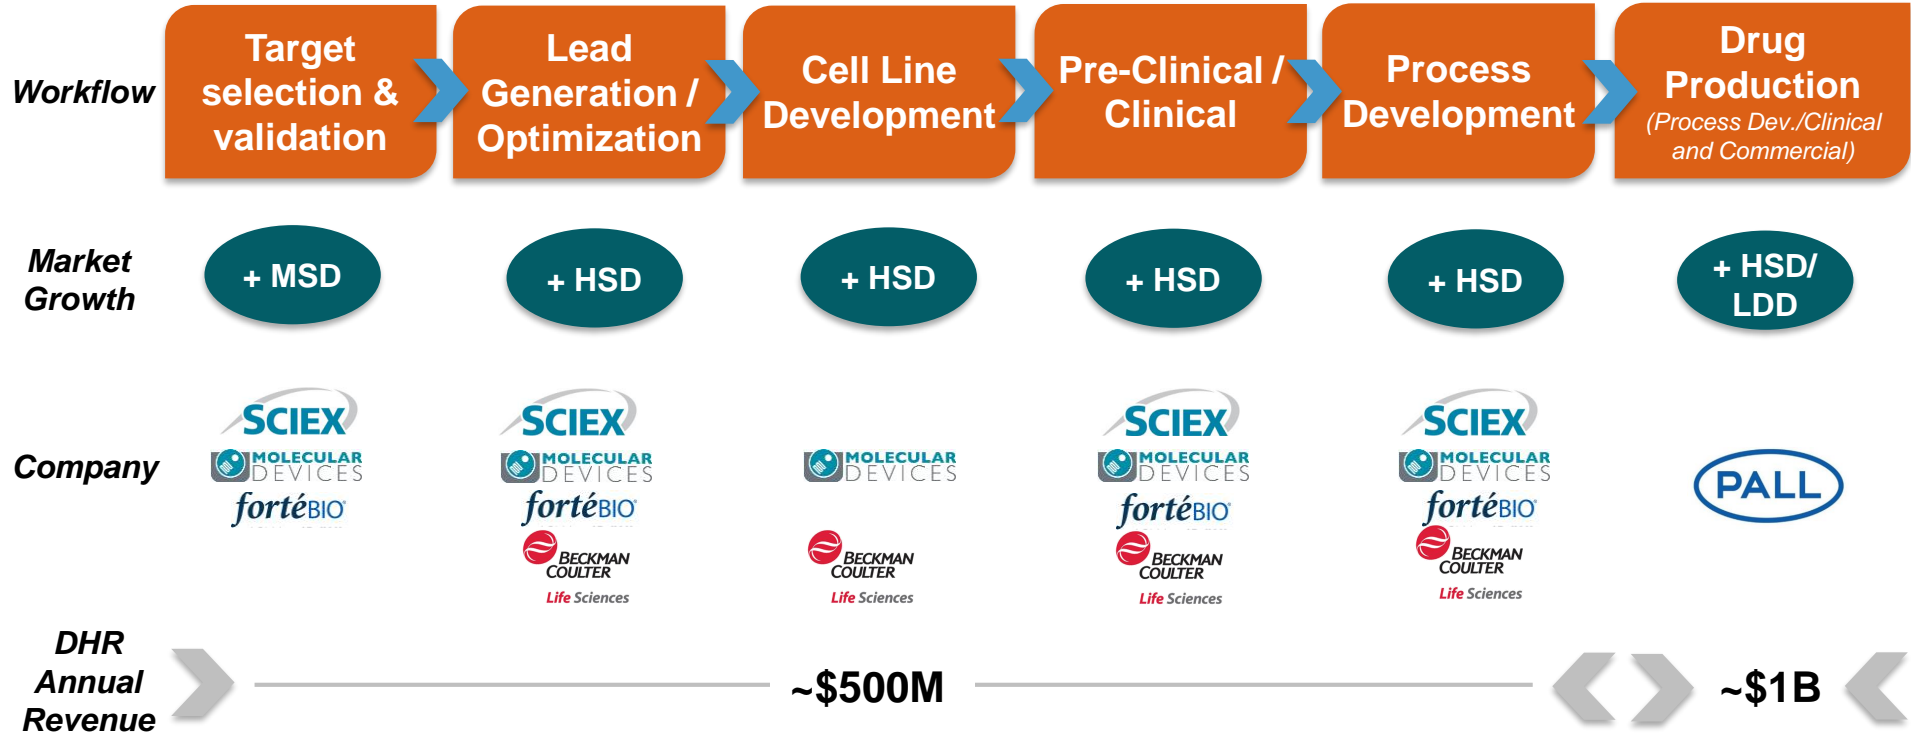 Workflow
Target
selection &
validation
Lead
Generation /
Optimization
Cell Line
Development
Pre-Clinical /
Clinical
Process
Development
Drug
Production
(Process Dev./Clinical
and Commercial)
Market
Growth
+ MSD
+ HSD
+ HSD
+ HSD
+ HSD
+ HSD/
LDD
Company
SCIEX
MOLECULAR
DEVICES
fortéBIO
SCIEX
MOLECULAR
DEVICES
fortéBIO
BECKMAN
COULTER
Life Sciences
MOLECULAR
DEVICES
BECKMAN
COULTER
Life Sciences
SCIEX
MOLECULAR
DEVICES
fortéBIO
BECKMAN
COULTER
Life Sciences
SCIEX
MOLECULAR
DEVICES
fortéBIO
BECKMAN
COULTER
Life Sciences
PALL
DHR
Annual
Revenue
~$500M
~$1B